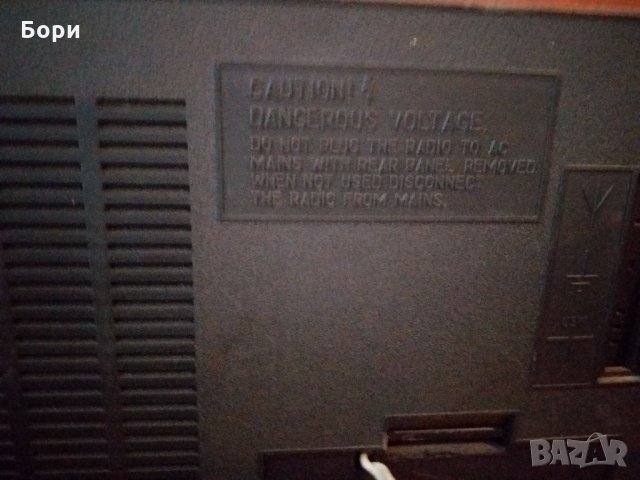 Бори
CAUTION!
DANGEROUS VOLTAGE.
DO NOT PLUG THE RADIO TO AC
MAINS WITH REAR PANEL REMOVED.
WHEN NOT USED DISCONNECT
THE RADIO FROM MAINS.
BAZAR